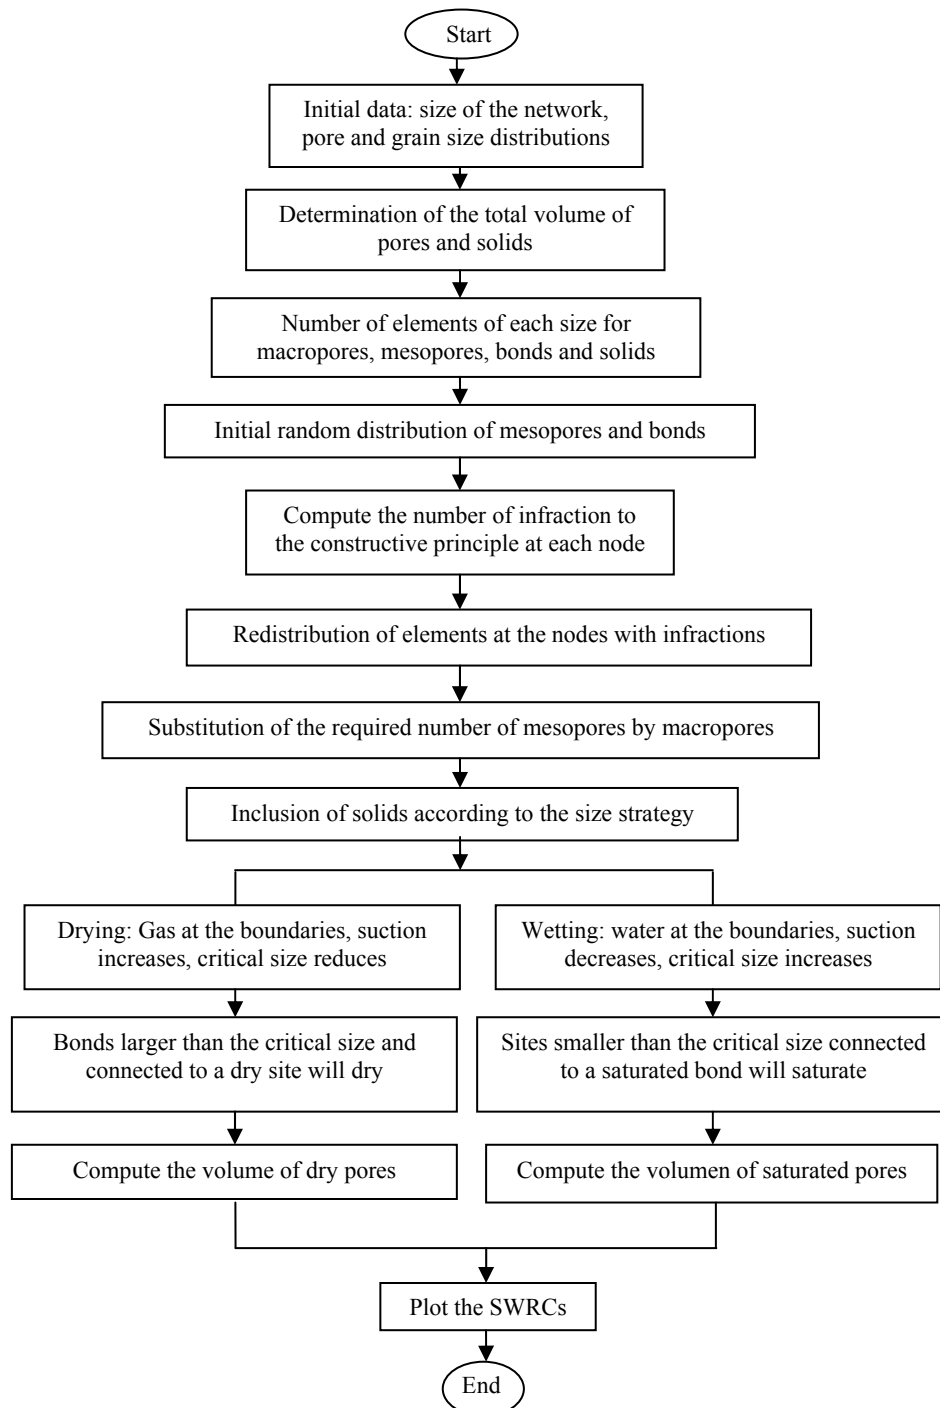 Start
Initial data: size of the network,
pore and grain size distributions
Determination of the total volume of
pores and solids
Number of elements of each size for
macropores, mesopores, bonds and solids
Initial random distribution of mesopores and bonds
Compute the number of infraction to
the constructive principle at each node
Redistribution of elements at the nodes with infractions
Substitution of the required number of mesopores by macropores
Inclusion of solids according to the size strategy
Drying: Gas at the boundaries, suction
increases, critical size reduces
Wetting: water at the boundaries, suction
decreases, critical size increases
Bonds larger than the critical size and
connected to a dry site will dry
Sites smaller than the critical size connected
to a saturated bond will saturate
Compute the volume of dry pores
Compute the volumen of saturated pores
Plot the SWRCs
End